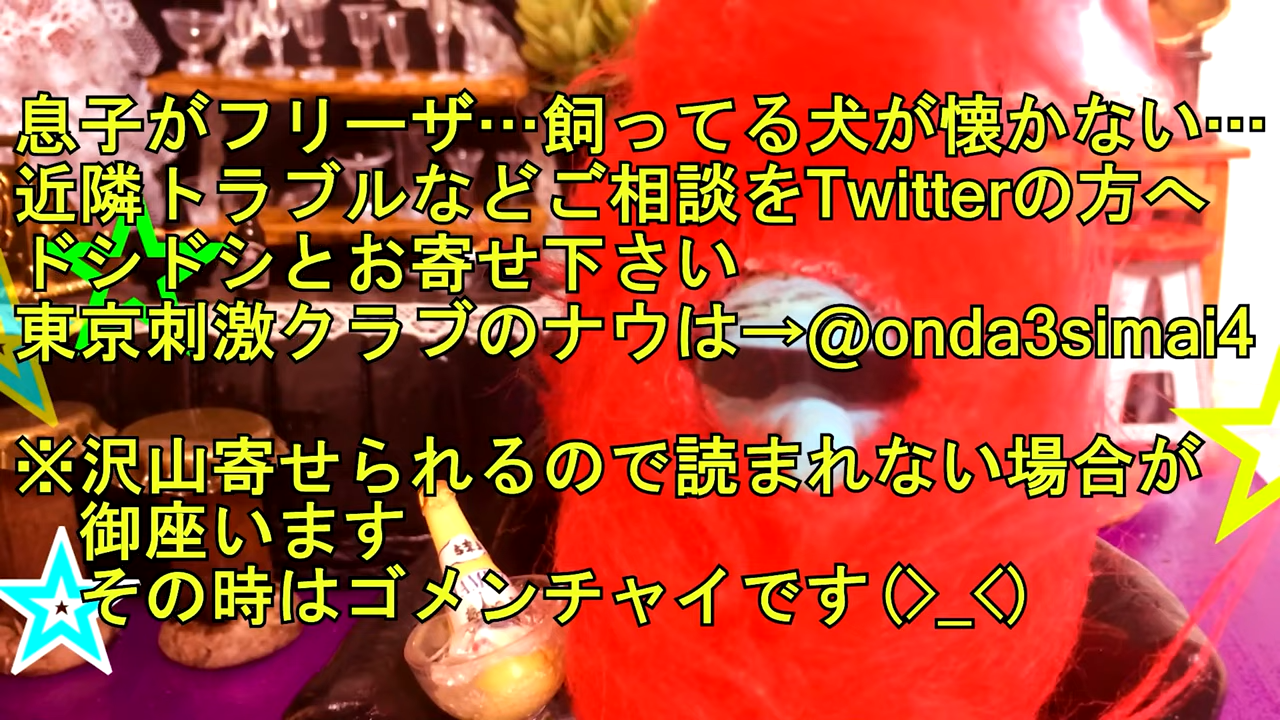 息子がフリーザ…飼ってる犬が懐かない…
近隣トラブルなどご相談をTwitterの方へ
ドシドシとお寄せ下さい
東京刺激クラブのナウは→@onda3simai4
※沢山寄せられるので読まれない場合が
御座います
その時はゴメンチャイです(>_<)